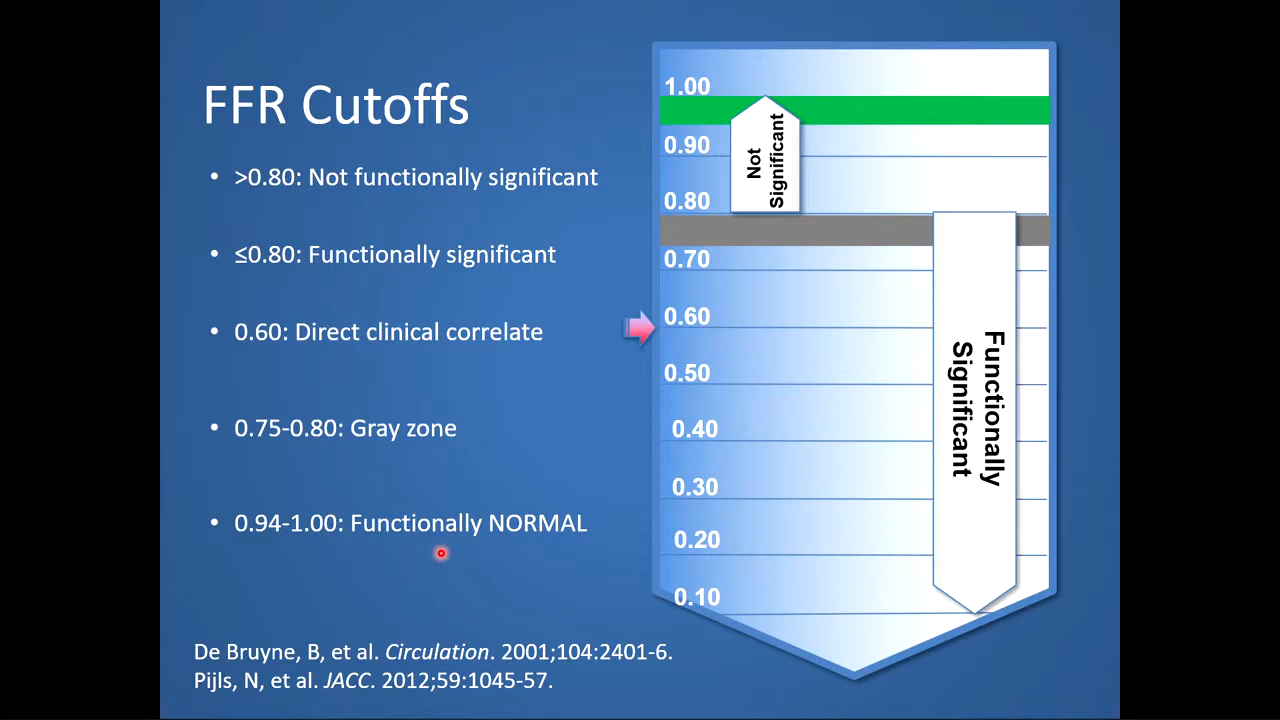 FFR Cutoffs
• >0.80: Not functionally significant
• ≤0.80: Functionally significant
• 0.60: Direct clinical correlate
• 0.75-0.80: Gray zone
• 0.94-1.00: Functionally NORMAL
De Bruyne, B, et al. Circulation. 2001;104:2401-6.
Pijls, N, et al. JACC. 2012;59:1045-57.
1.00
0.90
0.80
0.70
0.60
0.50
0.40
0.30
0.20
0.10
Not
Significant
Functionally
Significant